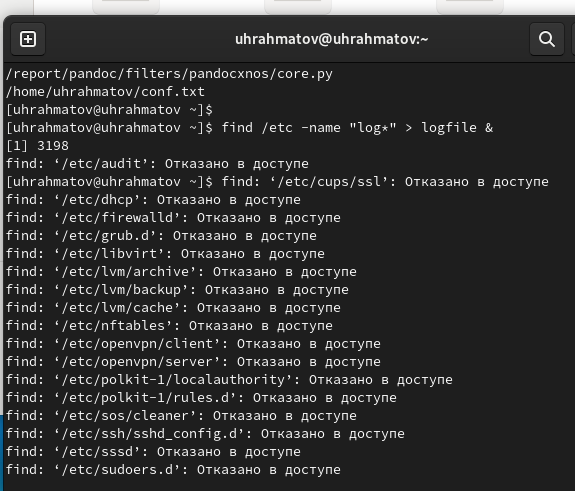 uhrahmatov@uhrahmatov:~
/report/pandoc/filters/pandocxnos/core.py
/home/uhrahmatov/conf.txt
[uhrahmatov@uhrahmatov ~]$
[uhrahmatov@uhrahmatov ~]$ find /etc -name "log*" > logfile &
[1] 3198
find: ‘/etc/audit’: Отказано в доступе
[uhrahmatov@uhrahmatov ~]$ find: ‘/etc/cups/ssl’: Отказано в доступе
find: ‘/etc/dhcp’: Отказано в доступе
find: ‘/etc/firewalld’: Отказано в доступе
find: ‘/etc/grub.d’: Отказано в доступе
find: ‘/etc/libvirt’: Отказано в доступе
find: ‘/etc/lvm/archive’: Отказано в доступе
find: ‘/etc/lvm/backup’: Отказано в доступе
find: ‘/etc/lvm/cache’: Отказано в доступе
find: ‘/etc/nftables’: Отказано в доступе
find: ‘/etc/openvpn/client’: Отказано в доступе
find: ‘/etc/openvpn/server’: Отказано в доступе
find: ‘/etc/polkit-1/localauthority’: Отказано в доступе
find: ‘/etc/polkit-1/rules.d’: Отказано в доступе
find: ‘/etc/sos/cleaner’: Отказано в доступе
find: ‘/etc/ssh/sshd_config.d’: Отказано в доступе
find: ‘/etc/sssd’: Отказано в доступе
find: ‘/etc/sudoers.d’: Отказано в доступе